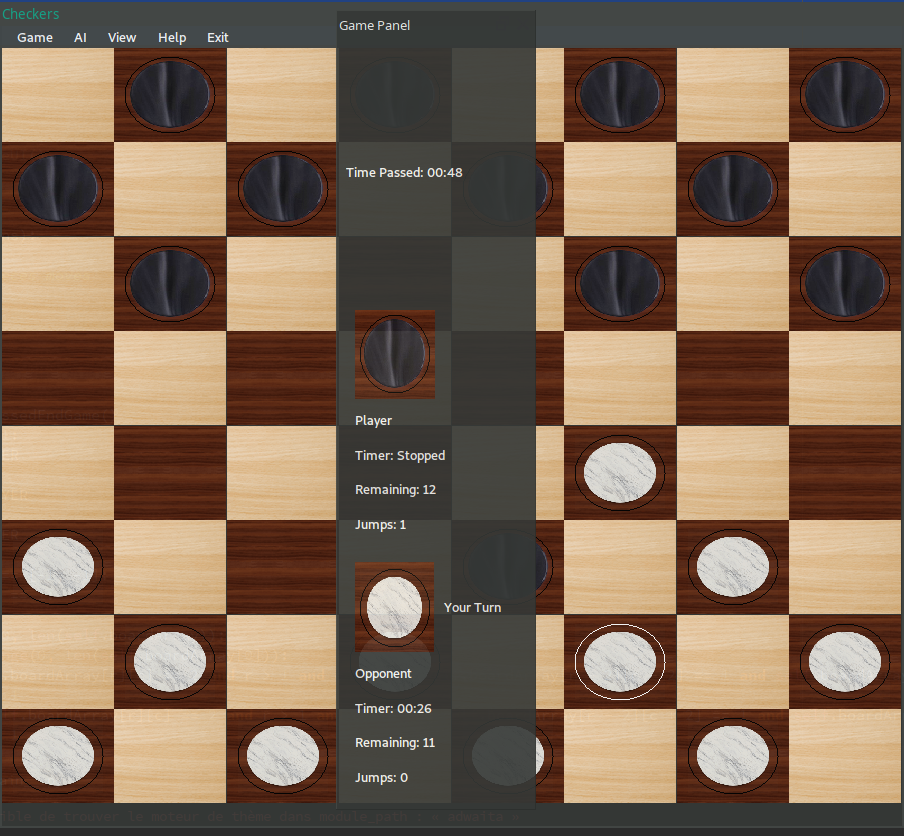 Checkers
Game Panel
Game AI View Help Exit
Time Passed: 00:48
Player
Timer: Stopped
Remaining: 12
Jumps: 1
Your Turn
Opponent
Timer: 00:26
Remaining: 11
Jumps: 0
de trouver le moteur de thème dans module_path : « adwaita »